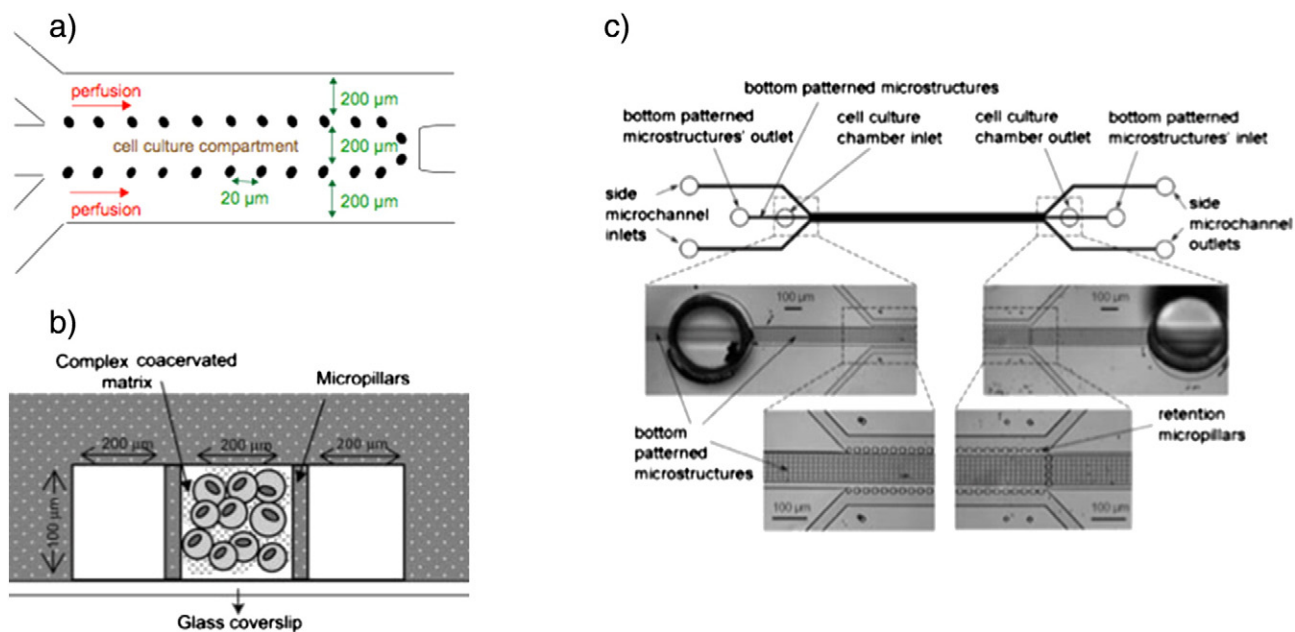 a)
perfusion
200 µm
cell culture compartment
200 µm
20 µm
perfusion
200 µm
b)
Complex coacervated
matrix
Micropillars
200 µm
200 µm
200 µm
100 µm
Glass coverslip
c)
bottom patterned microstructures
bottom patterned
microstructures' outlet
cell culture
chamber inlet
cell culture
chamber outlet
bottom patterned
microstructures' inlet
side
microchannel
inlets
side
microchannel
outlets
100 µm
100 µm
bottom
patterned
microstructures
retention
micropillars
100 µm
100 µm